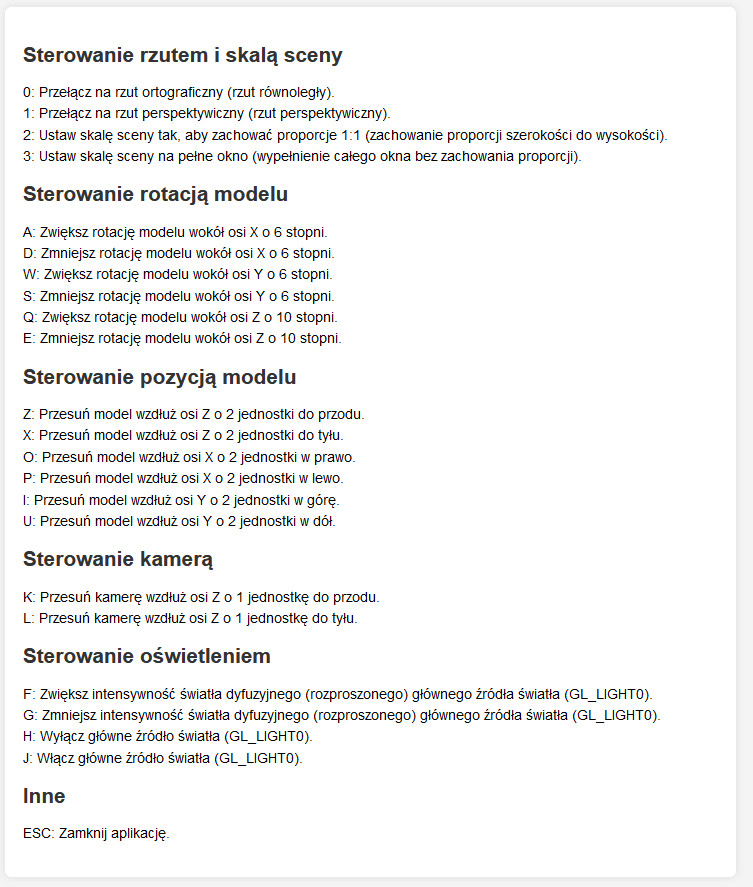 Sterowanie rzutem i skalą sceny
0: Przełącz na rzut ortograficzny (rzut równoległy).
1: Przełącz na rzut perspektywiczny (rzut perspektywiczny).
2: Ustaw skalę sceny tak, aby zachować proporcje 1:1 (zachowanie proporcji szerokości do wysokości).
3: Ustaw skalę sceny na pełne okno (wypełnienie całego okna bez zachowania proporcji).
Sterowanie rotacją modelu
A: Zwiększ rotację modelu wokół osi X o 6 stopni.
D: Zmniejsz rotację modelu wokół osi X o 6 stopni.
W: Zwiększ rotację modelu wokół osi Y o 6 stopni.
S: Zmniejsz rotację modelu wokół osi Y o 6 stopni.
Q: Zwiększ rotację modelu wokół osi Z o 10 stopni.
E: Zmniejsz rotację modelu wokół osi Z o 10 stopni.
Sterowanie pozycją modelu
Z: Przesuń model wzdłuż osi Z o 2 jednostki do przodu.
X: Przesuń model wzdłuż osi Z o 2 jednostki do tyłu.
O: Przesuń model wzdłuż osi X o 2 jednostki w prawo.
P: Przesuń model wzdłuż osi X o 2 jednostki w lewo.
I: Przesuń model wzdłuż osi Y o 2 jednostki w górę.
U: Przesuń model wzdłuż osi Y o 2 jednostki w dół.
Sterowanie kamerą
K: Przesuń kamerę wzdłuż osi Z o 1 jednostkę do przodu.
L: Przesuń kamerę wzdłuż osi Z o 1 jednostkę do tyłu.
Sterowanie oświetleniem
F: Zwiększ intensywność światła dyfuzyjnego (rozproszonego) głównego źródła światła (GL_LIGHT0).
G: Zmniejsz intensywność światła dyfuzyjnego (rozproszonego) głównego źródła światła (GL_LIGHT0).
H: Wyłącz główne źródło światła (GL_LIGHT0).
J: Włącz główne źródło światła (GL_LIGHT0).
Inne
ESC: Zamknij aplikację.